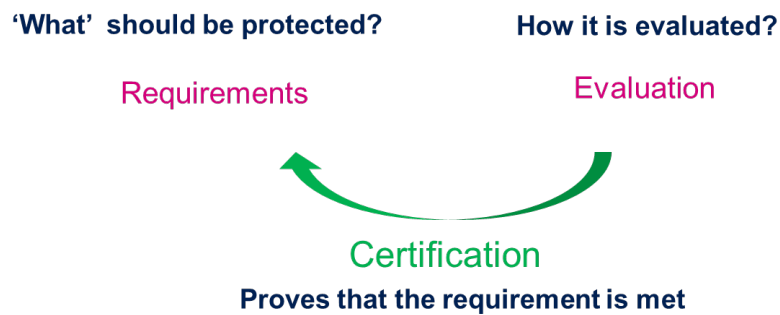 ‘What’ should be protected?
How it is evaluated?
Requirements
Evaluation
Certification
Proves that the requirement is met